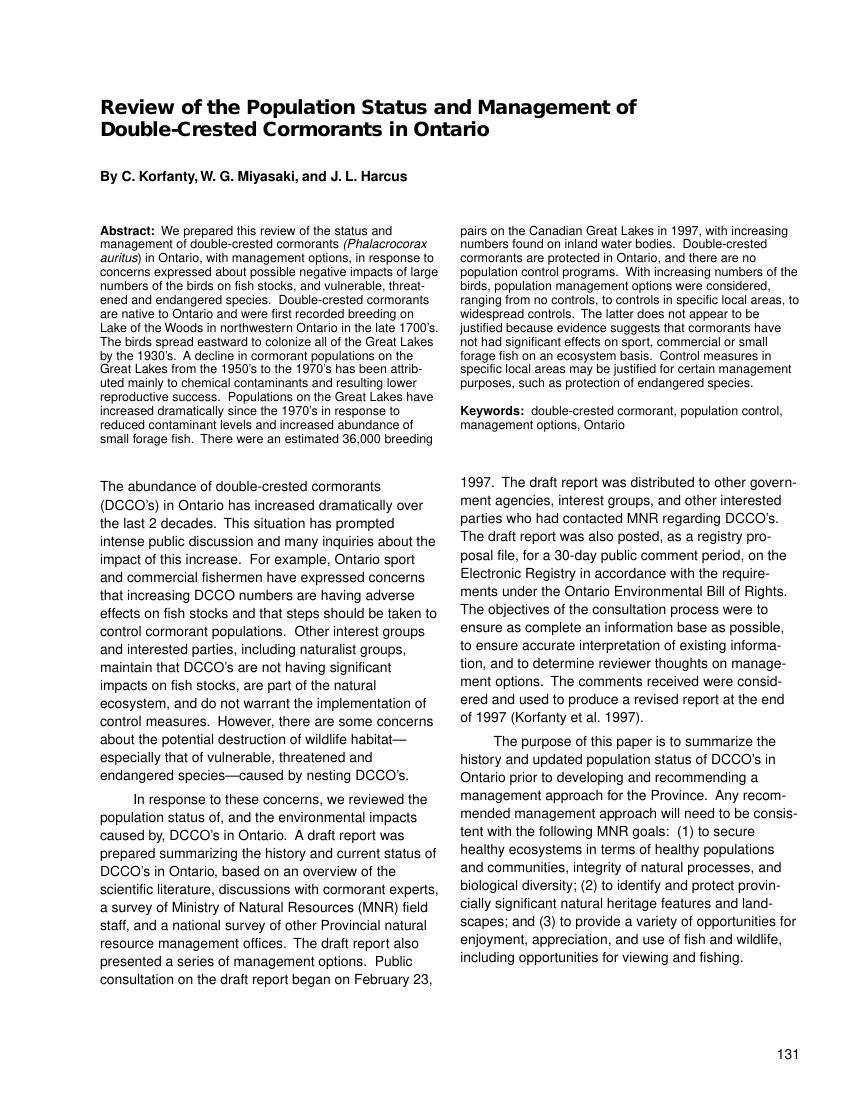 Review of the Population Status and Management of
Double-Crested Cormorants in Ontario
By C. Korfanty, W. G. Miyasaki, and J. L. Harcus
Abstract: We prepared this review of the status and
management of double-crested cormorants (Phalacrocorax
auritus) in Ontario, with management options, in response to
concerns expressed about possible negative impacts of large
numbers of the birds on fish stocks, and vulnerable, threat-
ened and endangered species. Double-crested cormorants
are native to Ontario and were first recorded breeding on
Lake of the Woods in northwestern Ontario in the late 1700's.
The birds spread eastward to colonize all of the Great Lakes
by the 1930's. A decline in cormorant populations on the
Great Lakes from the 1950's to the 1970's has been attrib-
uted mainly to chemical contaminants and resulting lower
reproductive success. Populations on the Great Lakes have
increased dramatically since the 1970's in response to
reduced contaminant levels and increased abundance of
small forage fish. There were an estimated 36,000 breeding
pairs on the Canadian Great Lakes in 1997, with increasing
numbers found on inland water bodies. Double-crested
cormorants are protected in Ontario, and there are no
population control programs. With increasing numbers of the
birds, population management options were considered,
ranging from no controls, to controls in specific local areas, to
widespread controls. The latter does not appear to be
justified because evidence suggests that cormorants have
not had significant effects on sport, commercial or small
forage fish on an ecosystem basis. Control measures in
specific local areas may be justified for certain management
purposes, such as protection of endangered species.
Keywords: double-crested cormorant, population control,
management options, Ontario
The abundance of double-crested cormorants
(DCCO's) in Ontario has increased dramatically over
the last 2 decades. This situation has prompted
intense public discussion and many inquiries about the
impact of this increase. For example, Ontario sport
and commercial fishermen have expressed concerns
that increasing DCCO numbers are having adverse
effects on fish stocks and that steps should be taken to
control cormorant populations. Other interest groups
and interested parties, including naturalist groups,
maintain that DCCO's are not having significant
impacts on fish stocks, are part of the natural
ecosystem, and do not warrant the implementation of
control measures. However, there are some concerns
about the potential destruction of wildlife habitat—
especially that of vulnerable, threatened and
endangered species—caused by nesting DCCO's.
In response to these concerns, we reviewed the
population status of, and the environmental impacts
caused by, DCCO's in Ontario. A draft report was
prepared summarizing the history and current status of
DCCO's in Ontario, based on an overview of the
scientific literature, discussions with cormorant experts,
a survey of Ministry of Natural Resources (MNR) field
staff, and a national survey of other Provincial natural
resource management offices. The draft report also
presented a series of management options. Public
consultation on the draft report began on February 23,
1997. The draft report was distributed to other govern-
ment agencies, interest groups, and other interested
parties who had contacted MNR regarding DCCO's.
The draft report was also posted, as a registry pro-
posal file, for a 30-day public comment period, on the
Electronic Registry in accordance with the require-
ments under the Ontario Environmental Bill of Rights.
The objectives of the consultation process were to
ensure as complete an information base as possible,
to ensure accurate interpretation of existing informa-
tion, and to determine reviewer thoughts on manage-
ment options. The comments received were consid-
ered and used to produce a revised report at the end
of 1997 (Korfanty et al. 1997).
The purpose of this paper is to summarize the
history and updated population status of DCCO's in
Ontario prior to developing and recommending a
management approach for the Province. Any recom-
mended management approach will need to be consis-
tent with the following MNR goals: (1) to secure
healthy ecosystems in terms of healthy populations
and communities, integrity of natural processes, and
biological diversity; (2) to identify and protect provin-
cially significant natural heritage features and land-
scapes; and (3) to provide a variety of opportunities for
enjoyment, appreciation, and use of fish and wildlife,
including opportunities for viewing and fishing.
131